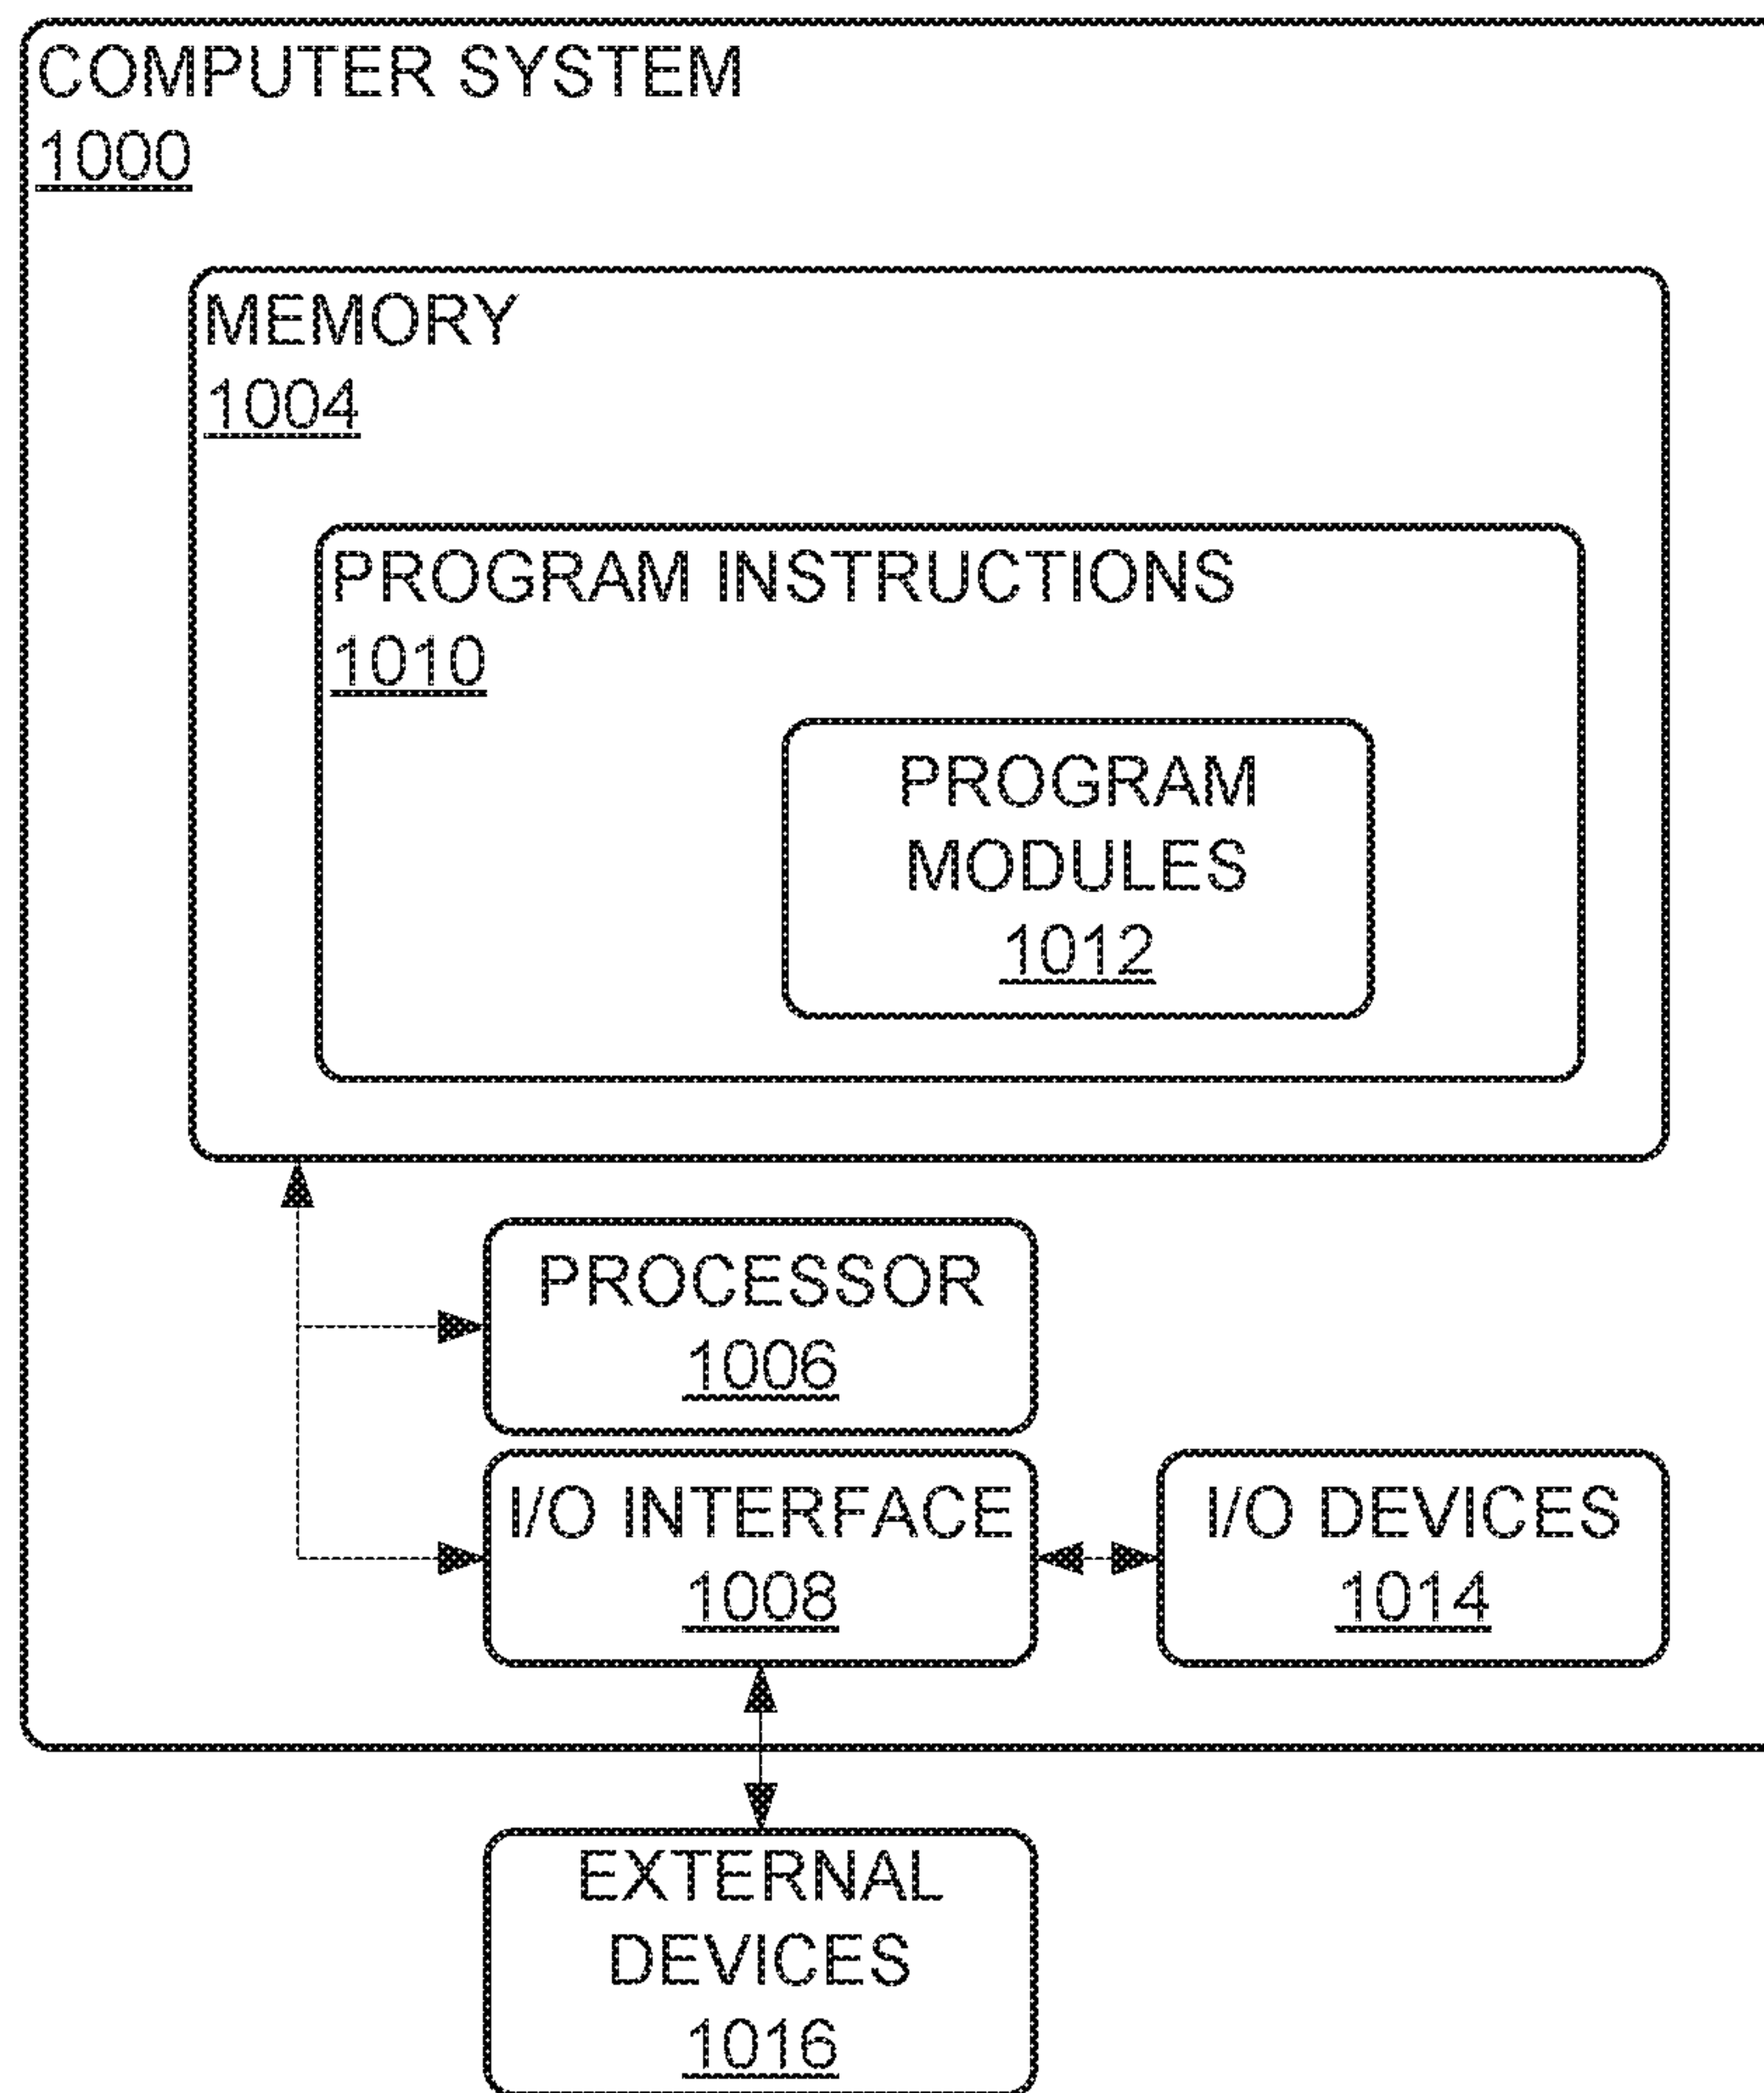 COMPUTER SYSTEM
1000
MEMORY
1004
PROGRAM INSTRUCTIONS
1010
PROGRAM
MODULES
1012
PROCESSOR
1006
I/O INTERFACE
1008
I/O DEVICES
1014
EXTERNAL
DEVICES
1016